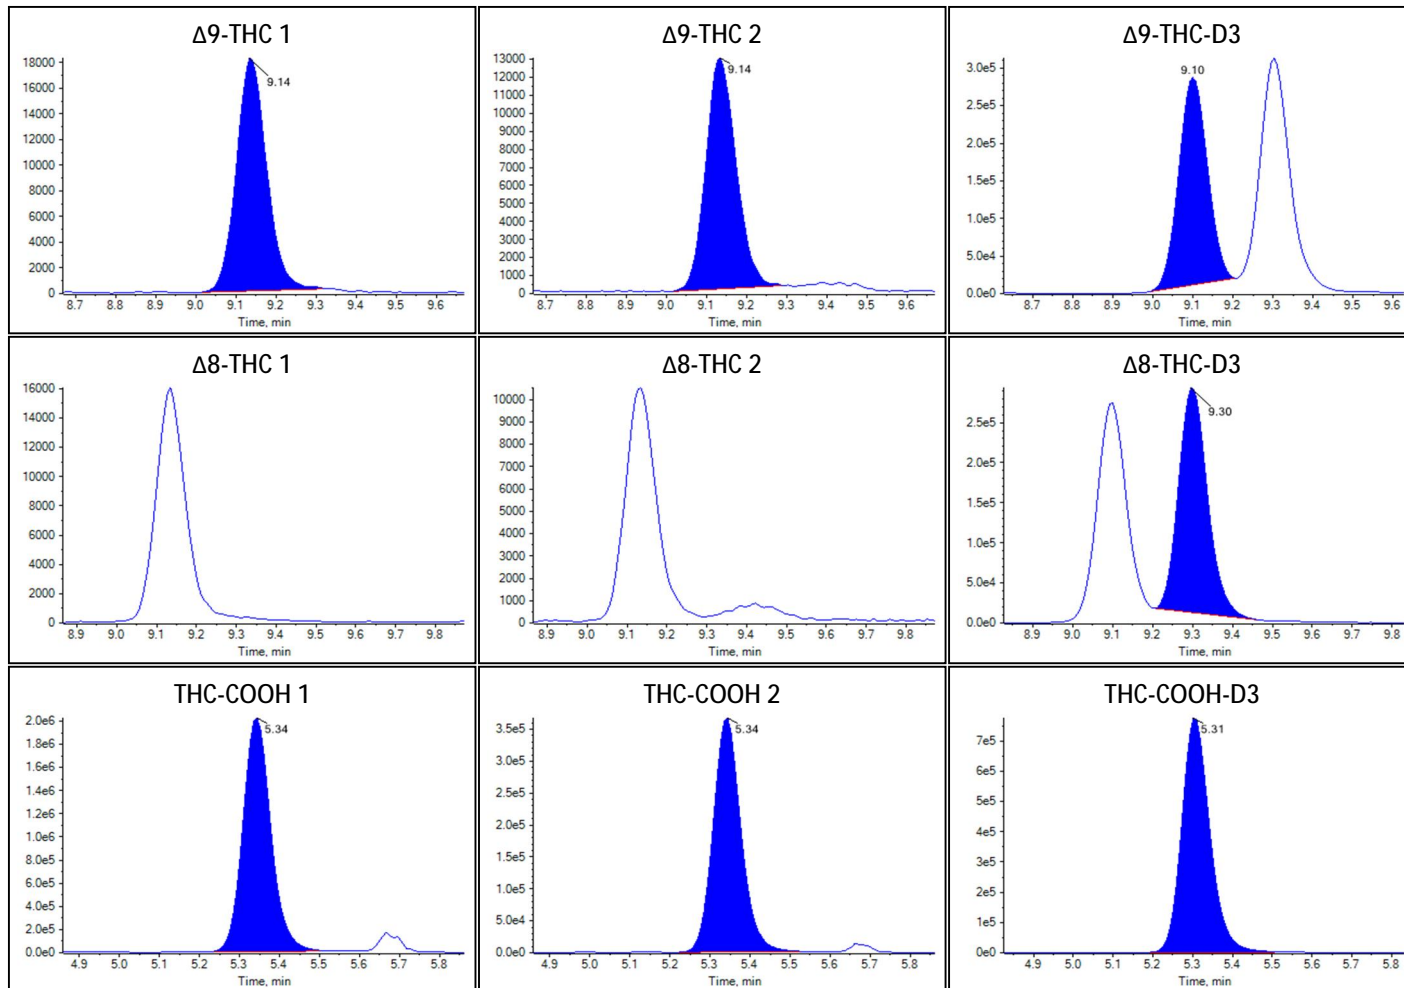 Δ9-THC 1
18000
16000
14000
12000
10000
8000
6000
4000
2000
0
9.14
8.7 8.8 8.9 9.0 9.1 9.2 9.3 9.4 9.5 9.6
Time, min
Δ9-THC 2
13000
12000
11000
10000
9000
8000
7000
6000
5000
4000
3000
2000
1000
0
9.14
8.7 8.8 8.9 9.0 9.1 9.2 9.3 9.4 9.5 9.6
Time, min
Δ9-THC-D3
3.0e5
2.5e5
2.0e5
1.5e5
1.0e5
5.0e4
0.0e0
9.10
8.7 8.8 8.9 9.0 9.1 9.2 9.3 9.4 9.5 9.6
Time, min
Δ8-THC 1
16000
14000
12000
10000
8000
6000
4000
2000
0
8.9 9.0 9.1 9.2 9.3 9.4 9.5 9.6 9.7 9.8
Time, min
Δ8-THC 2
10000
9000
8000
7000
6000
5000
4000
3000
2000
1000
0
8.9 9.0 9.1 9.2 9.3 9.4 9.5 9.6 9.7 9.8
Time, min
Δ8-THC-D3
2.5e5
2.0e5
1.5e5
1.0e5
5.0e4
0.0e0
9.30
8.9 9.0 9.1 9.2 9.3 9.4 9.5 9.6 9.7 9.8
Time, min
THC-COOH 1
2.0e6
1.8e6
1.6e6
1.4e6
1.2e6
1.0e6
8.0e5
6.0e5
4.0e5
2.0e5
0.0e0
5.34
4.9 5.0 5.1 5.2 5.3 5.4 5.5 5.6 5.7 5.8
Time, min
THC-COOH 2
3.5e5
3.0e5
2.5e5
2.0e5
1.5e5
1.0e5
5.0e4
0.0e0
5.34
4.9 5.0 5.1 5.2 5.3 5.4 5.5 5.6 5.7 5.8
Time, min
THC-COOH-D3
7e5
6e5
5e5
4e5
3e5
2e5
1e5
0e0
5.31
4.9 5.0 5.1 5.2 5.3 5.4 5.5 5.6 5.7 5.8
Time, min